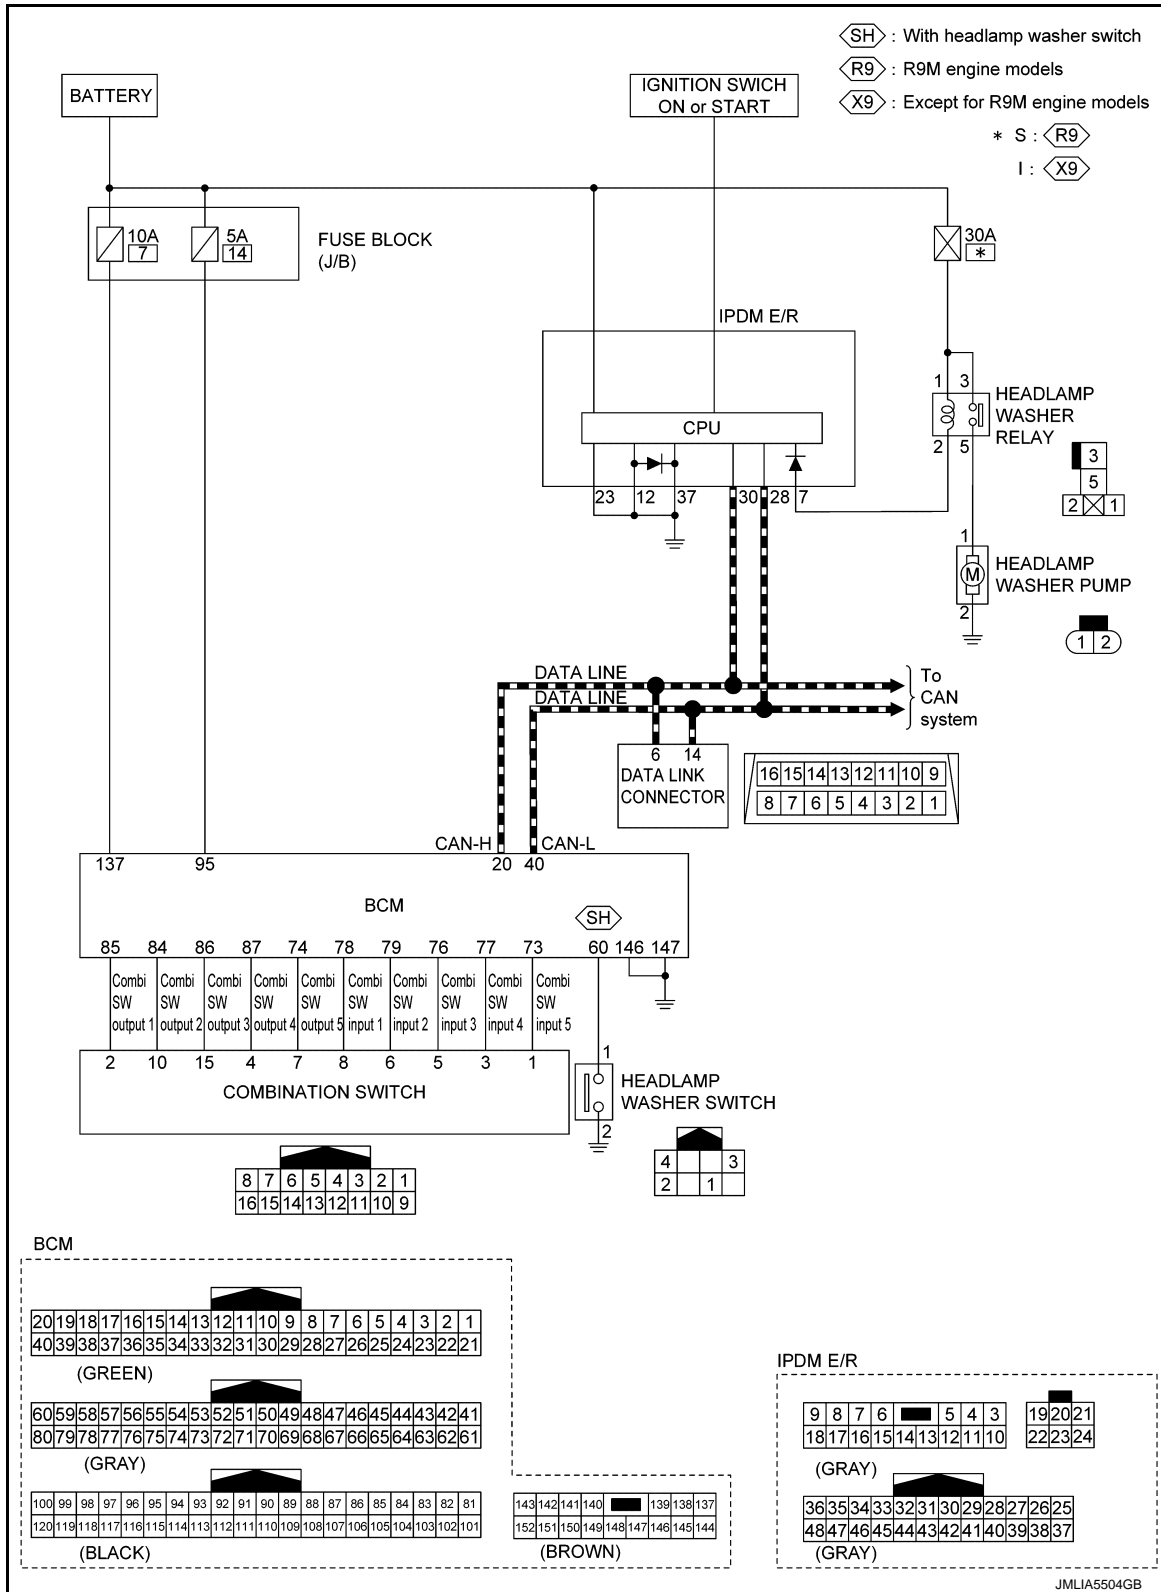 SH : With headlamp washer switch
R9 : R9M engine models
X9 : Except for R9M engine models
* S : R9
I : X9
BATTERY
IGNITION SWICH
ON or START
10A
7
5A
14
FUSE BLOCK
(J/B)
30A
*
IPDM E/R
CPU
23 12 37 30 28 7
1 3
HEADLAMP
WASHER
RELAY
2 5
3
5
2 1
1
HEADLAMP
WASHER PUMP
M
2
1 2
DATA LINE
DATA LINE
To
CAN
system
6 14
DATA LINK
CONNECTOR
16 15 14 13 12 11 10 9
8 7 6 5 4 3 2 1
CAN-H CAN-L
137 95 20 40
BCM
SH
85 84 86 87 74 78 79 76 77 73 60 146 147
Combi Combi Combi Combi Combi Combi Combi Combi Combi Combi
SW SW SW SW SW SW SW SW SW SW
output 1 output 2 output 3 output 4 output 5 input 1 input 2 input 3 input 4 input 5
2 10 15 4 7 8 6 5 3 1
COMBINATION SWITCH
1
HEADLAMP
WASHER SWITCH
2
8 7 6 5 4 3 2 1
16 15 14 13 12 11 10 9
4 3
2 1
BCM
20 19 18 17 16 15 14 13 12 11 10 9 8 7 6 5 4 3 2 1
40 39 38 37 36 35 34 33 32 31 30 29 28 27 26 25 24 23 22 21
(GREEN)
60 59 58 57 56 55 54 53 52 51 50 49 48 47 46 45 44 43 42 41
80 79 78 77 76 75 74 73 72 71 70 69 68 67 66 65 64 63 62 61
(GRAY)
100 99 98 97 96 95 94 93 92 91 90 89 88 87 86 85 84 83 82 81
120 119 118 117 116 115 114 113 112 111 110 109 108 107 106 105 104 103 102 101
(BLACK)
143 142 141 140 139 138 137
152 151 150 149 148 147 146 145 144
(BROWN)
IPDM E/R
9 8 7 6 5 4 3
18 17 16 15 14 13 12 11 10
(GRAY)
19 20 21
22 23 24
36 35 34 33 32 31 30 29 28 27 26 25
48 47 46 45 44 43 42 41 40 39 38 37
(GRAY)
JMLIA5504GB